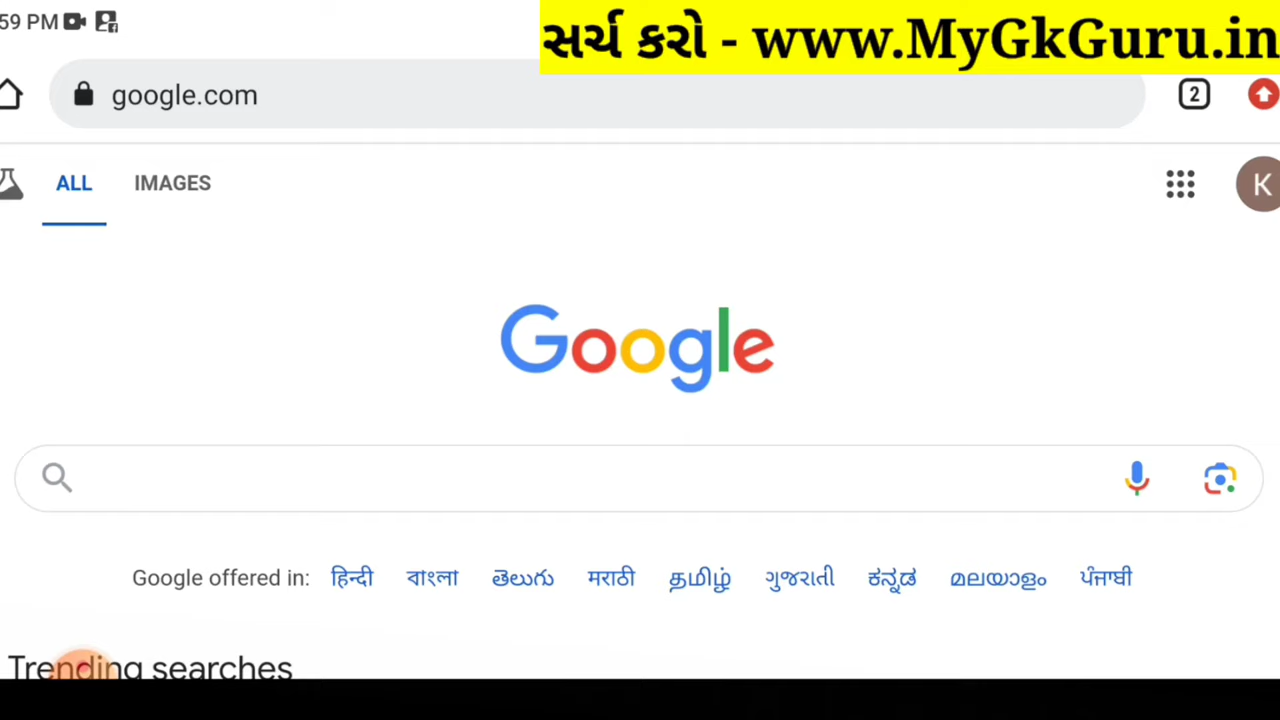 59 PM
સર્ચ કરો - www.MyGkGuru.in
google.com
2
ALL IMAGES
K
Google
Google offered in: हिन्दी বাংলা తెలుగు मराठी தமிழ் ગુજરાતી ಕನ್ನಡ മലയാളം ਪੰਜਾਬੀ
Trending searches